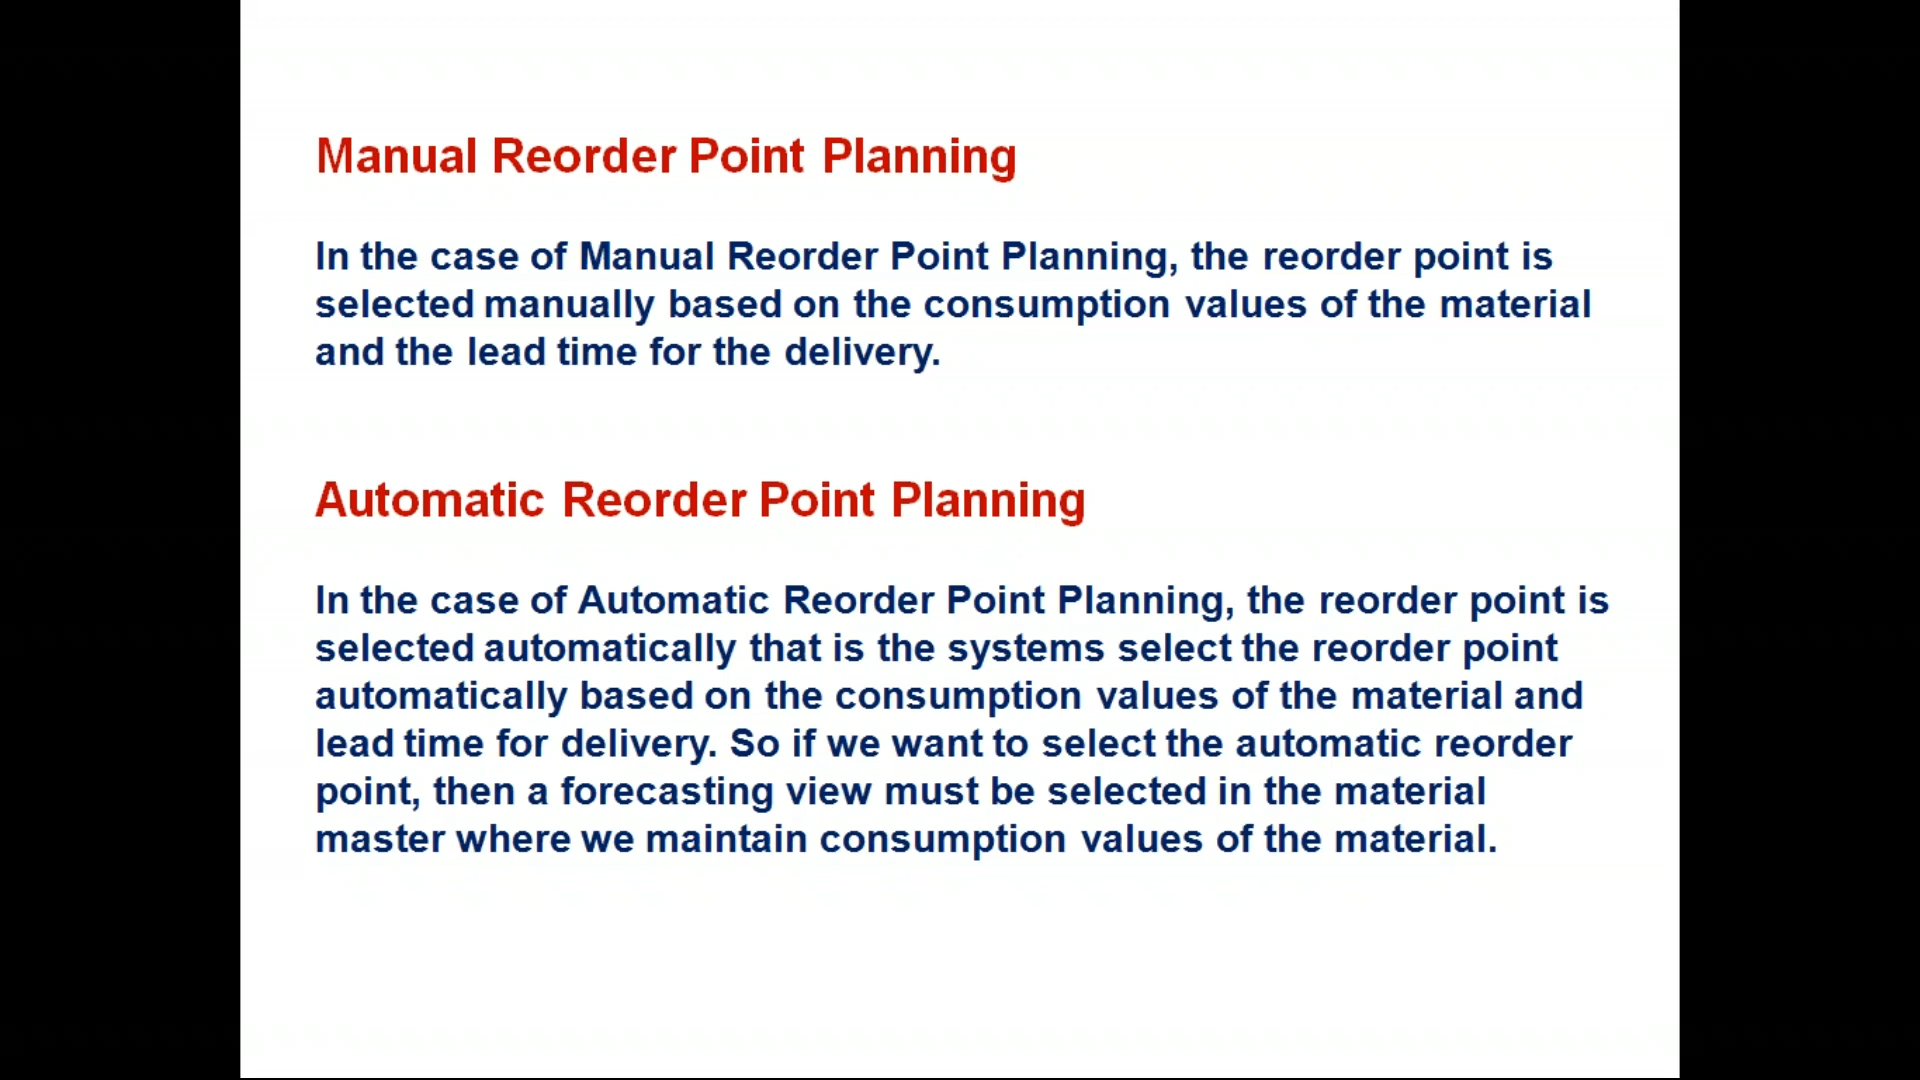 Manual Reorder Point Planning
In the case of Manual Reorder Point Planning, the reorder point is
selected manually based on the consumption values of the material
and the lead time for the delivery.
Automatic Reorder Point Planning
In the case of Automatic Reorder Point Planning, the reorder point is
selected automatically that is the systems select the reorder point
automatically based on the consumption values of the material and
lead time for delivery. So if we want to select the automatic reorder
point, then a forecasting view must be selected in the material
master where we maintain consumption values of the material.